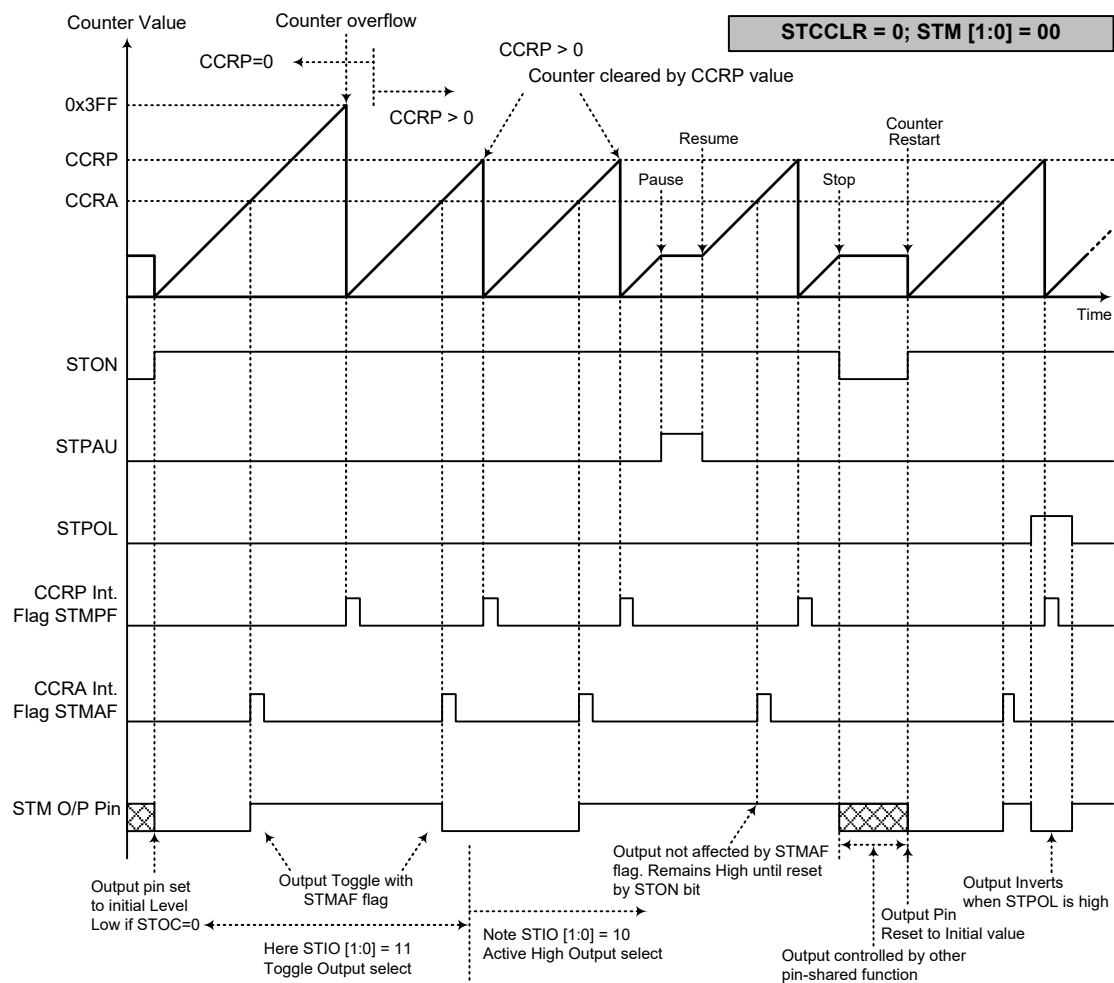 Counter Value
Counter overflow
STCCLR = 0; STM [1:0] = 00
CCRP=0
CCRP > 0
CCRP > 0
Counter cleared by CCRP value
0x3FF
CCRP
CCRA
Pause
Resume
Stop
Counter
Restart
Time
STON
STPAU
STPOL
CCRP Int.
Flag STMPF
CCRA Int.
Flag STMAF
STM O/P Pin
Output pin set
to initial Level
Low if STOC=0
Output Toggle with
STMAF flag
Here STIO [1:0] = 11
Toggle Output select
Note STIO [1:0] = 10
Active High Output select
Output not affected by STMAF
flag. Remains High until reset
by STON bit
Output controlled by other
pin-shared function
Output Pin
Reset to Initial value
Output Inverts
when STPOL is high